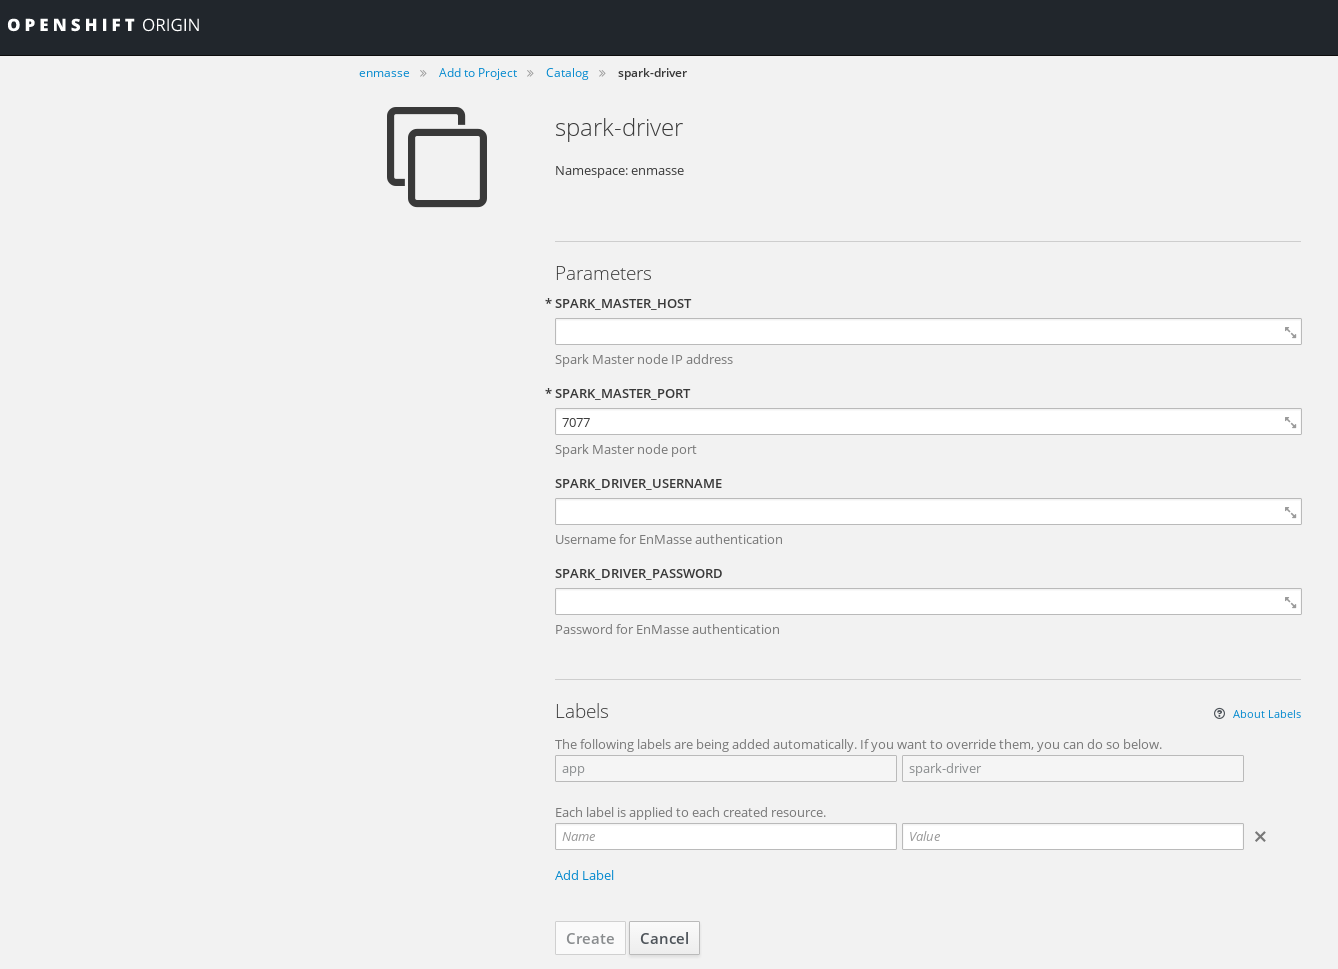 OPENSHIFT ORIGIN
enmasse » Add to Project » Catalog » spark-driver
spark-driver
Namespace: enmasse
Parameters
* SPARK_MASTER_HOST
Spark Master node IP address
* SPARK_MASTER_PORT
7077
Spark Master node port
SPARK_DRIVER_USERNAME
Username for EnMasse authentication
SPARK_DRIVER_PASSWORD
Password for EnMasse authentication
Labels
About Labels
The following labels are being added automatically. If you want to override them, you can do so below.
app spark-driver
Each label is applied to each created resource.
Name Value
Add Label
Create Cancel